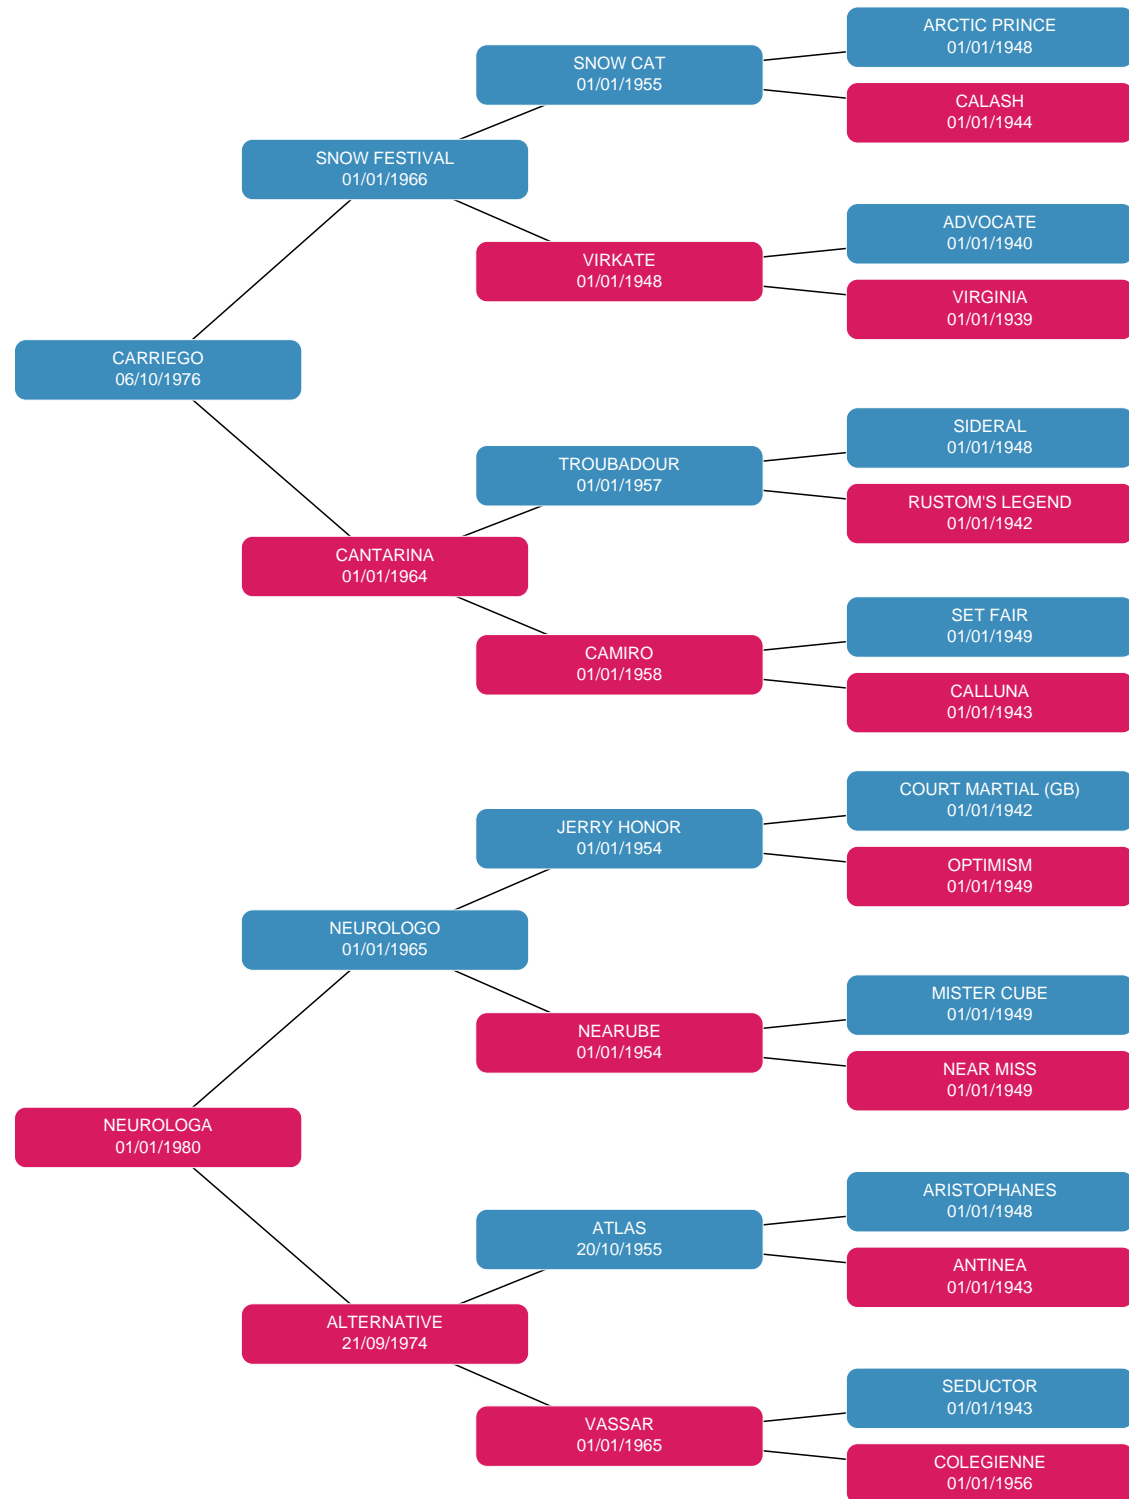 ARCTIC PRINCE
01/01/1948
SNOW CAT
01/01/1955
CALASH
01/01/1944
SNOW FESTIVAL
01/01/1966
ADVOCATE
01/01/1940
VIRKATE
01/01/1948
VIRGINIA
01/01/1939
CARRIEGO
06/10/1976
SIDERAL
01/01/1948
TROUBADOUR
01/01/1957
RUSTOM'S LEGEND
01/01/1942
CANTARINA
01/01/1964
SET FAIR
01/01/1949
CAMIRO
01/01/1958
CALLUNA
01/01/1943
COURT MARTIAL (GB)
01/01/1942
JERRY HONOR
01/01/1954
OPTIMISM
01/01/1949
NEUROLOGO
01/01/1965
MISTER CUBE
01/01/1949
NEARUBE
01/01/1954
NEAR MISS
01/01/1949
NEUROLOGA
01/01/1980
ARISTOPHANES
01/01/1948
ATLAS
20/10/1955
ANTINEA
01/01/1943
ALTERNATIVE
21/09/1974
SEDUCTOR
01/01/1943
VASSAR
01/01/1965
COLEGIENNE
01/01/1956